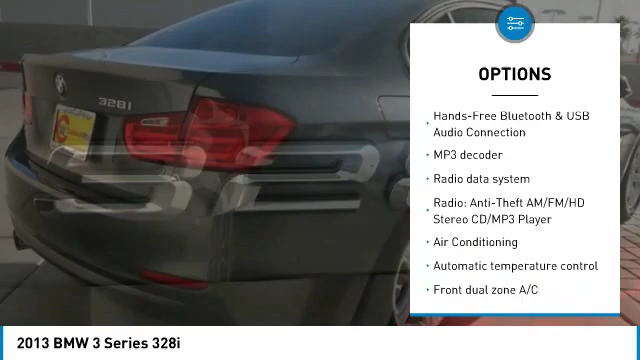 328i
OPTIONS
Hands-Free Bluetooth & USB
Audio Connection
MP3 decoder
Radio data system
Radio: Anti-Theft AM/FM/HD
Stereo CD/MP3 Player
Air Conditioning
Automatic temperature control
Front dual zone A/C
2013 BMW 3 Series 328i